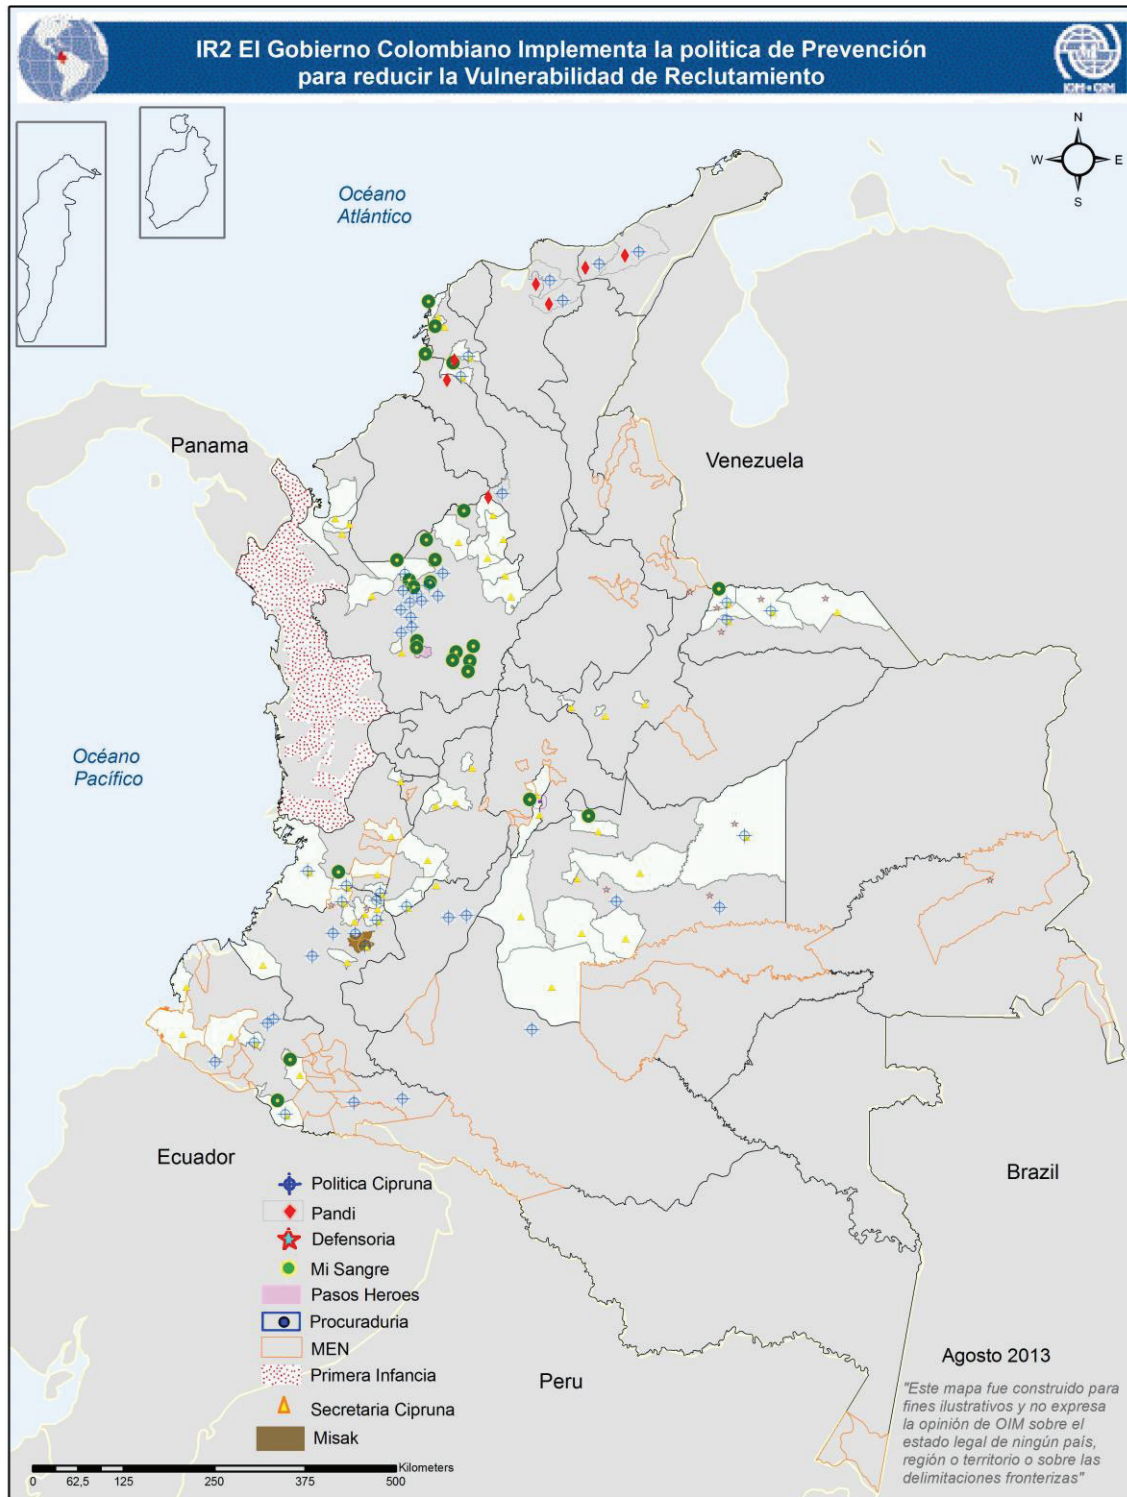 IR2 El Gobierno Colombiano Implementa la politica de Prevención
para reducir la Vulnerabilidad de Reclutamiento
IOM • OIM
N
W E
S
Océano
Atlántico
Panama
Venezuela
Océano
Pacífico
Ecuador
Brazil
Peru
Politica Cipruna
Pandi
Defensoria
Mi Sangre
Pasos Heroes
Procuraduria
MEN
Primera Infancia
Secretaria Cipruna
Misak
Kilometers
0 62,5 125 250 375 500
Agosto 2013
"Este mapa fue construido para
fines ilustrativos y no expresa
la opinión de OIM sobre el
estado legal de ningún país,
región o territorio o sobre las
delimitaciones fronterizas"